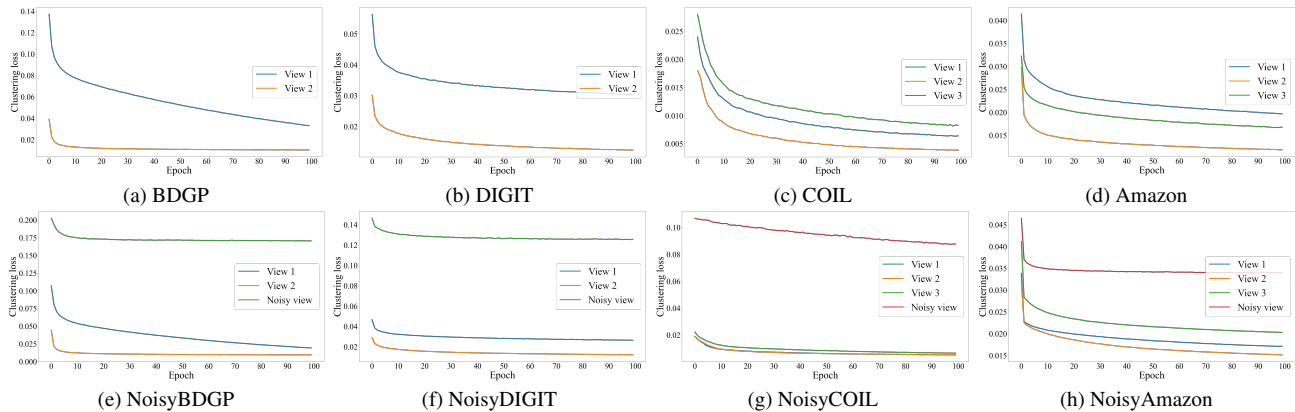 0.14
0.12
0.10
0.08
0.06
0.04
0.02
Clustering loss
0 10 20 30 40 50 60 70 80 90 100
Epoch
View 1
View 2
(a) BDGP
0.05
0.04
0.03
0.02
Clustering loss
0 10 20 30 40 50 60 70 80 90 100
Epoch
View 1
View 2
(b) DIGIT
0.025
0.020
0.015
0.010
0.005
Clustering loss
0 10 20 30 40 50 60 70 80 90 100
Epoch
View 1
View 2
View 3
(c) COIL
0.040
0.035
0.030
0.025
0.020
0.015
Clustering loss
0 10 20 30 40 50 60 70 80 90 100
Epoch
View 1
View 2
View 3
(d) Amazon
0.200
0.175
0.150
0.125
0.100
0.075
0.050
0.025
0.000
Clustering loss
0 10 20 30 40 50 60 70 80 90 100
Epoch
View 1
View 2
Noisy view
(e) NoisyBDGP
0.14
0.12
0.10
0.08
0.06
0.04
0.02
Clustering loss
0 10 20 30 40 50 60 70 80 90 100
Epoch
View 1
View 2
Noisy view
(f) NoisyDIGIT
0.10
0.08
0.06
0.04
0.02
Clustering loss
0 10 20 30 40 50 60 70 80 90 100
Epoch
View 1
View 2
View 3
Noisy view
(g) NoisyCOIL
0.045
0.040
0.035
0.030
0.025
0.020
0.015
Clustering loss
0 10 20 30 40 50 60 70 80 90 100
Epoch
View 1
View 2
View 3
Noisy view
(h) NoisyAmazon